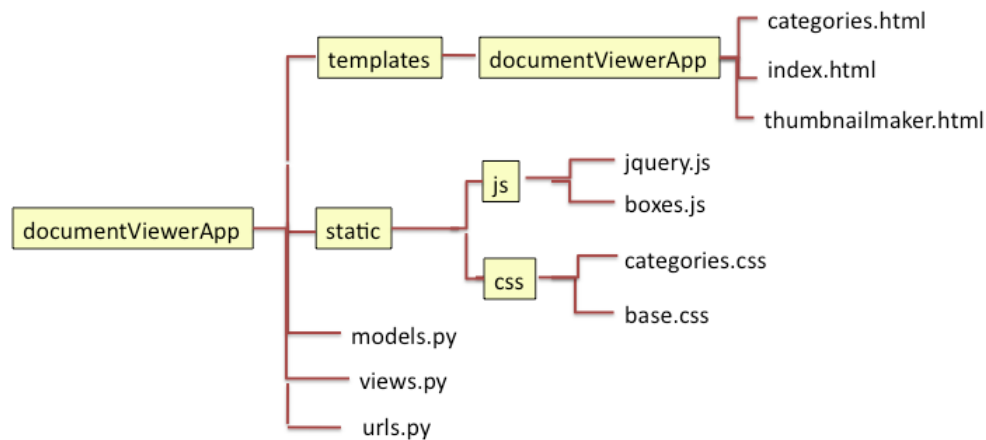 categories.html
templates
documentViewerApp
index.html
thumbnailmaker.html
js
jquery.js
boxes.js
documentViewerApp
static
css
categories.css
base.css
models.py
views.py
urls.py